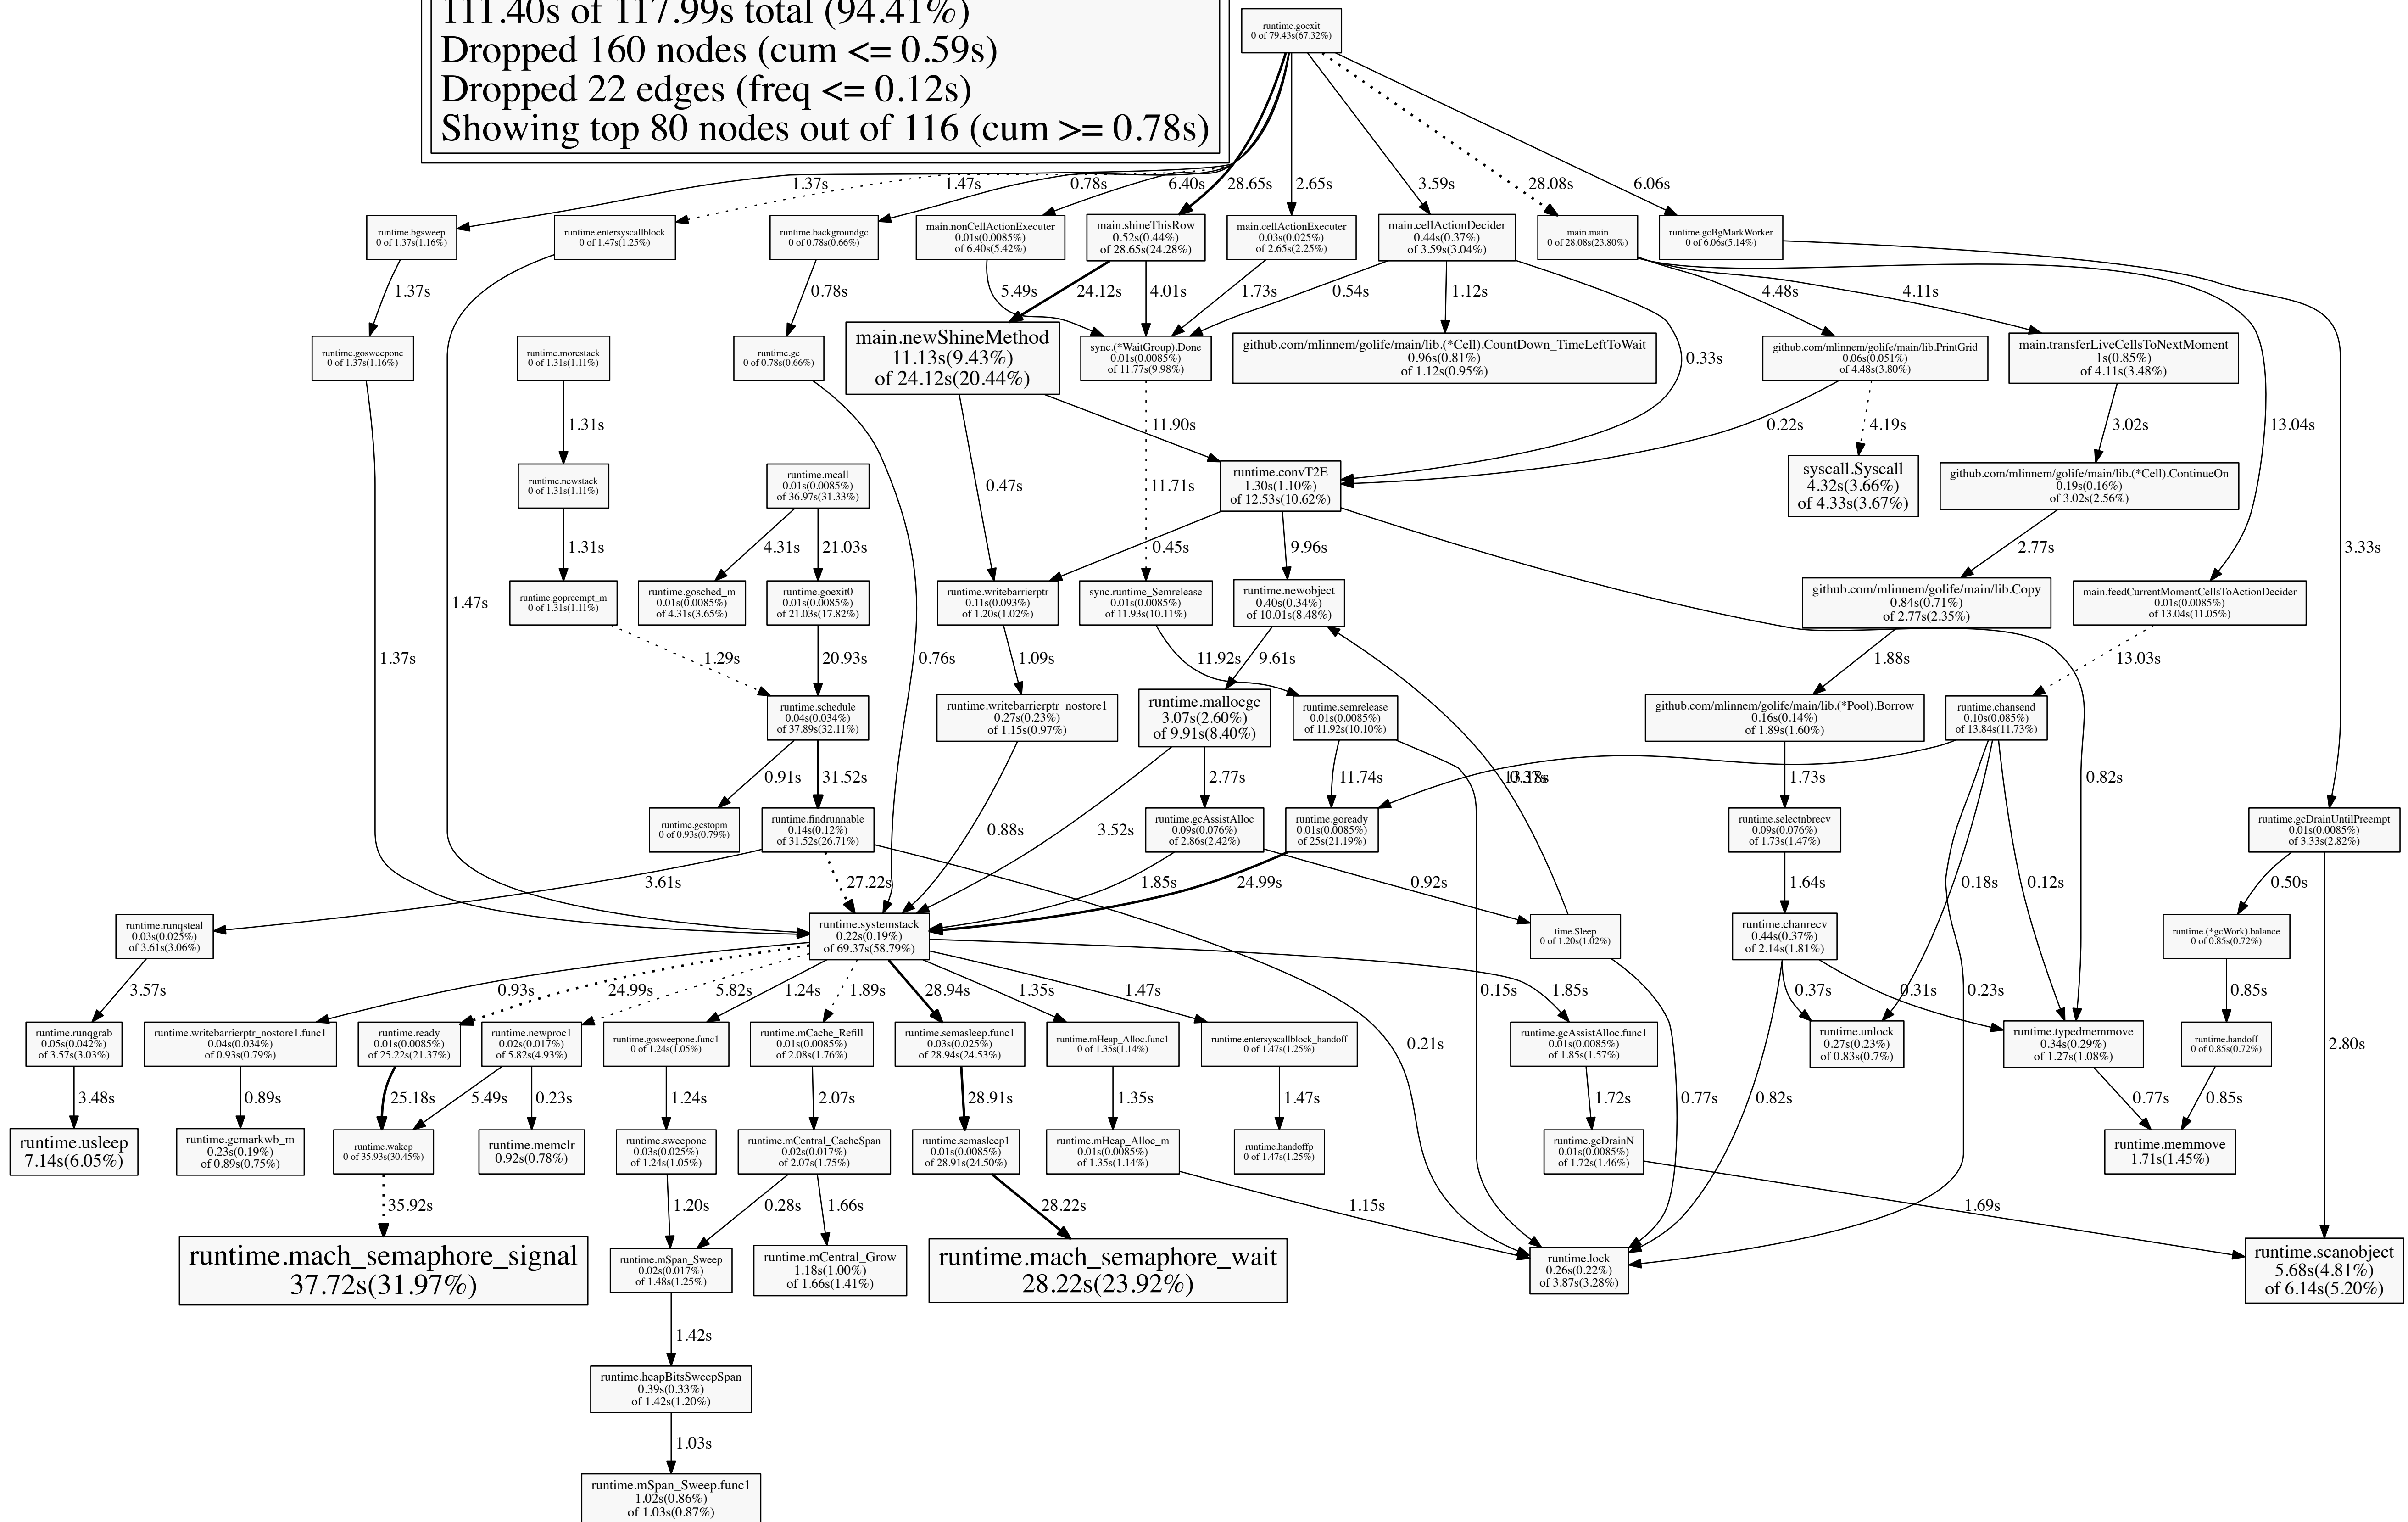 111.40s of 117.99s total (94.41%)
Dropped 160 nodes (cum <= 0.59s)
Dropped 22 edges (freq <= 0.12s)
Showing top 80 nodes out of 116 (cum >= 0.78s)
runtime.goexit
0 of 79.43s(67.32%)
1.37s
1.47s
0.78s
6.40s
28.65s
2.65s
3.59s
28.08s
6.06s
runtime.bgsweep
0 of 1.37s(1.16%)
runtime.entersyscallblock
0 of 1.47s(1.25%)
runtime.backgroundgc
0 of 0.78s(0.66%)
main.nonCellActionExecuter
0.01s(0.0085%)
of 6.40s(5.42%)
main.shineThisRow
0.52s(0.44%)
of 28.65s(24.28%)
main.cellActionExecuter
0.03s(0.025%)
of 2.65s(2.25%)
main.cellActionDecider
0.44s(0.37%)
of 3.59s(3.04%)
main.main
0 of 28.08s(23.80%)
runtime.gcBgMarkWorker
0 of 6.06s(5.14%)
1.37s
0.78s
5.49s
24.12s
4.01s
1.73s
0.54s
1.12s
4.48s
4.11s
runtime.gosweepone
0 of 1.37s(1.16%)
runtime.morestack
0 of 1.31s(1.11%)
runtime.gc
0 of 0.78s(0.66%)
main.newShineMethod
11.13s(9.43%)
of 24.12s(20.44%)
sync.(*WaitGroup).Done
0.01s(0.0085%)
of 11.77s(9.98%)
github.com/mlinnem/golife/main/lib.(*Cell).CountDown_TimeLeftToWait
0.96s(0.81%)
of 1.12s(0.95%)
0.33s
github.com/mlinnem/golife/main/lib.PrintGrid
0.06s(0.051%)
of 4.48s(3.80%)
main.transferLiveCellsToNextMoment
1s(0.85%)
of 4.11s(3.48%)
1.31s
11.90s
0.22s
4.19s
3.02s
13.04s
runtime.newstack
0 of 1.31s(1.11%)
runtime.mcall
0.01s(0.0085%)
of 36.97s(31.33%)
0.47s
11.71s
runtime.convT2E
1.30s(1.10%)
of 12.53s(10.62%)
syscall.Syscall
4.32s(3.66%)
of 4.33s(3.67%)
github.com/mlinnem/golife/main/lib.(*Cell).ContinueOn
0.19s(0.16%)
of 3.02s(2.56%)
1.31s
4.31s
21.03s
0.45s
9.96s
2.77s
3.33s
1.47s
runtime.gopreempt_m
0 of 1.31s(1.11%)
runtime.gosched_m
0.01s(0.0085%)
of 4.31s(3.65%)
runtime.goexit0
0.01s(0.0085%)
of 21.03s(17.82%)
runtime.writebarrierptr
0.11s(0.093%)
of 1.20s(1.02%)
sync.runtime_Semrelease
0.01s(0.0085%)
of 11.93s(10.11%)
runtime.newobject
0.40s(0.34%)
of 10.01s(8.48%)
github.com/mlinnem/golife/main/lib.Copy
0.84s(0.71%)
of 2.77s(2.35%)
main.feedCurrentMomentCellsToActionDecider
0.01s(0.0085%)
of 13.04s(11.05%)
1.37s
1.29s
20.93s
0.76s
1.09s
11.92s
9.61s
1.88s
13.03s
runtime.schedule
0.04s(0.034%)
of 37.89s(32.11%)
runtime.writebarrierptr_nostore1
0.27s(0.23%)
of 1.15s(0.97%)
runtime.mallocgc
3.07s(2.60%)
of 9.91s(8.40%)
runtime.semrelease
0.01s(0.0085%)
of 11.92s(10.10%)
github.com/mlinnem/golife/main/lib.(*Pool).Borrow
0.16s(0.14%)
of 1.89s(1.60%)
runtime.chansend
0.10s(0.085%)
of 13.84s(11.73%)
0.91s
31.52s
2.77s
11.74s
1.73s
0.82s
runtime.gcstopm
0 of 0.93s(0.79%)
runtime.findrunnable
0.14s(0.12%)
of 31.52s(26.71%)
0.88s
3.52s
runtime.gcAssistAlloc
0.09s(0.076%)
of 2.86s(2.42%)
runtime.goready
0.01s(0.0085%)
of 25s(21.19%)
runtime.selectnbrecv
0.09s(0.076%)
of 1.73s(1.47%)
runtime.gcDrainUntilPreempt
0.01s(0.0085%)
of 3.33s(2.82%)
3.61s
27.22s
1.85s
24.99s
0.92s
1.64s
0.18s
0.12s
0.50s
runtime.runqsteal
0.03s(0.025%)
of 3.61s(3.06%)
runtime.systemstack
0.22s(0.19%)
of 69.37s(58.79%)
time.Sleep
0 of 1.20s(1.02%)
runtime.chanrecv
0.44s(0.37%)
of 2.14s(1.81%)
runtime.(*gcWork).balance
0 of 0.85s(0.72%)
3.57s
0.93s
24.99s
5.82s
1.24s
1.89s
28.94s
1.35s
1.47s
0.15s
1.85s
0.37s
0.31s
0.23s
0.85s
runtime.runqgrab
0.05s(0.042%)
of 3.57s(3.03%)
runtime.writebarrierptr_nostore1.func1
0.04s(0.034%)
of 0.93s(0.79%)
runtime.ready
0.01s(0.0085%)
of 25.22s(21.37%)
runtime.newproc1
0.02s(0.017%)
of 5.82s(4.93%)
runtime.gosweepone.func1
0 of 1.24s(1.05%)
runtime.mCache_Refill
0.01s(0.0085%)
of 2.08s(1.76%)
runtime.semasleep.func1
0.03s(0.025%)
of 28.94s(24.53%)
runtime.mHeap_Alloc.func1
0 of 1.35s(1.14%)
runtime.entersyscallblock_handoff
0 of 1.47s(1.25%)
0.21s
runtime.gcAssistAlloc.func1
0.01s(0.0085%)
of 1.85s(1.57%)
runtime.unlock
0.27s(0.23%)
of 0.83s(0.7%)
runtime.typedmemmove
0.34s(0.29%)
of 1.27s(1.08%)
runtime.handoff
0 of 0.85s(0.72%)
2.80s
3.48s
0.89s
25.18s
5.49s
0.23s
1.24s
2.07s
28.91s
1.35s
1.47s
1.72s
0.77s
0.82s
0.77s
0.85s
runtime.usleep
7.14s(6.05%)
runtime.gcmarkwb_m
0.23s(0.19%)
of 0.89s(0.75%)
runtime.wakep
0 of 35.93s(30.45%)
runtime.memclr
0.92s(0.78%)
runtime.sweepone
0.03s(0.025%)
of 1.24s(1.05%)
runtime.mCentral_CacheSpan
0.02s(0.017%)
of 2.07s(1.75%)
runtime.semasleep1
0.01s(0.0085%)
of 28.91s(24.50%)
runtime.mHeap_Alloc_m
0.01s(0.0085%)
of 1.35s(1.14%)
runtime.handoffp
0 of 1.47s(1.25%)
runtime.gcDrainN
0.01s(0.0085%)
of 1.72s(1.46%)
runtime.memmove
1.71s(1.45%)
35.92s
1.20s
0.28s
1.66s
28.22s
1.15s
1.69s
runtime.mach_semaphore_signal
37.72s(31.97%)
runtime.mSpan_Sweep
0.02s(0.017%)
of 1.48s(1.25%)
runtime.mCentral_Grow
1.18s(1.00%)
of 1.66s(1.41%)
runtime.mach_semaphore_wait
28.22s(23.92%)
runtime.lock
0.26s(0.22%)
of 3.87s(3.28%)
runtime.scanobject
5.68s(4.81%)
of 6.14s(5.20%)
1.42s
runtime.heapBitsSweepSpan
0.39s(0.33%)
of 1.42s(1.20%)
1.03s
runtime.mSpan_Sweep.func1
1.02s(0.86%)
of 1.03s(0.87%)